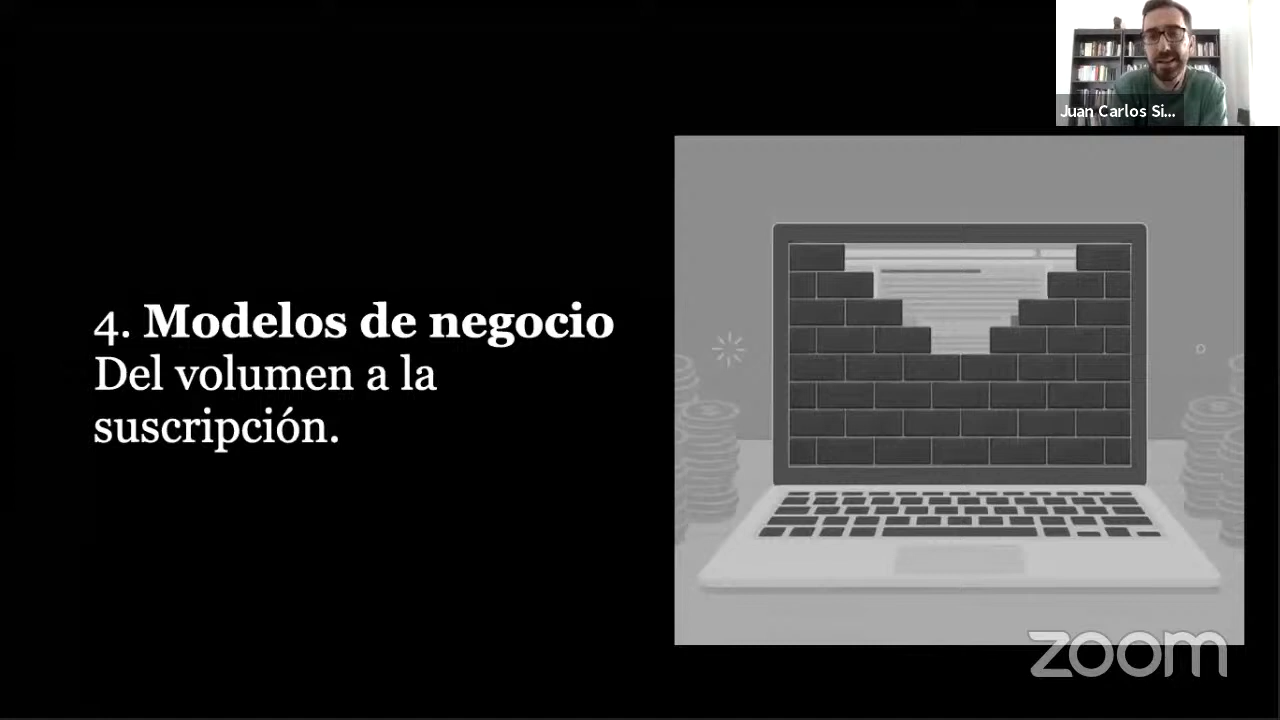 Juan Carlos Si...
4. Modelos de negocio
Del volumen a la
suscripción.
zoom